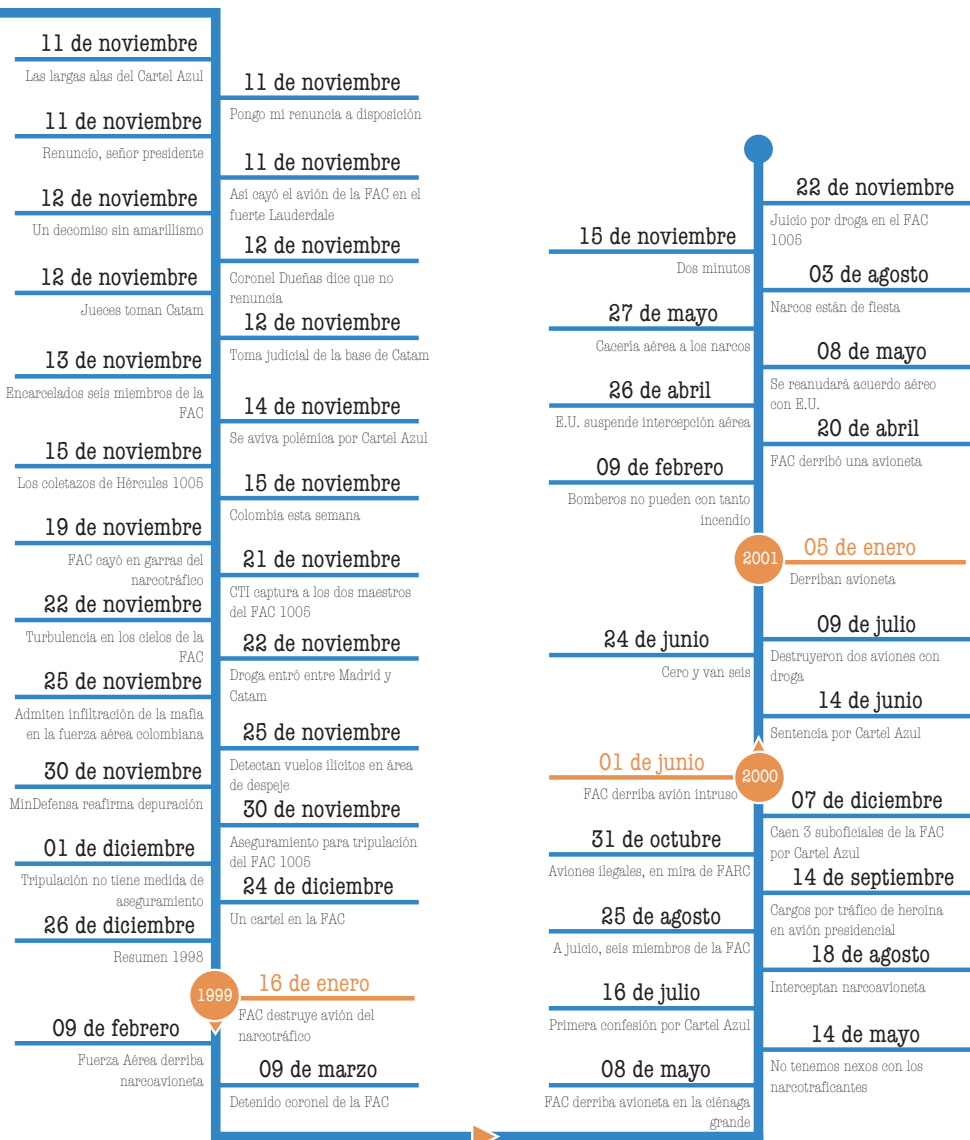 11 de noviembre
Las largas alas del Cartel Azul
11 de noviembre
Pongo mi renuncia a disposición
11 de noviembre
Renuncio, señor presidente
11 de noviembre
Así cayó el avión de la FAC en el
fuerte Lauderdale
12 de noviembre
Un decomiso sin amarillismo
12 de noviembre
Coronel Dueñas dice que no
renuncia
12 de noviembre
Jueces toman Catam
12 de noviembre
Toma judicial de la base de Catam
13 de noviembre
Encarcelados seis miembros de la
FAC
14 de noviembre
Se aviva polémica por Cartel Azul
15 de noviembre
Los coletazos de Hércules 1005
15 de noviembre
Colombia esta semana
19 de noviembre
FAC cayó en garras del
narcotráfico
21 de noviembre
CTI captura a los dos maestros
del FAC 1005
22 de noviembre
Turbulencia en los cielos de la
FAC
22 de noviembre
Droga entró entre Madrid y
Catam
25 de noviembre
Admiten infiltración de la mafia
en la fuerza aérea colombiana
25 de noviembre
Detectan vuelos ilícitos en área
de despeje
30 de noviembre
MinDefensa reafirma depuración
30 de noviembre
Aseguramiento para tripulación
del FAC 1005
01 de diciembre
Tripulación no tiene medida de
aseguramiento
24 de diciembre
Un cartel en la FAC
26 de diciembre
Resumen 1998
1999
16 de enero
FAC destruye avión del
narcotráfico
09 de febrero
Fuerza Aérea derriba
narcoavioneta
09 de marzo
Detenido coronel de la FAC
22 de noviembre
Juicio por droga en el FAC
1005
15 de noviembre
Dos minutos
03 de agosto
Narcos están de fiesta
27 de mayo
Cacería aérea a los narcos
08 de mayo
Se reanudará acuerdo aéreo
con E.U.
26 de abril
E.U. suspende intercepción aérea
20 de abril
FAC derribó una avioneta
09 de febrero
Bomberos no pueden con tanto
incendio
2001
05 de enero
Derriban avioneta
09 de julio
Destruyeron dos aviones con
droga
24 de junio
Cero y van seis
14 de junio
Sentencia por Cartel Azul
01 de junio
FAC derriba avión intruso
2000
07 de diciembre
Caen 3 suboficiales de la FAC
por Cartel Azul
31 de octubre
Aviones ilegales, en mira de FARC
14 de septiembre
Cargos por tráfico de heroína
en avión presidencial
25 de agosto
A juicio, seis miembros de la FAC
18 de agosto
Interceptan narcoavioneta
16 de julio
Primera confesión por Cartel Azul
14 de mayo
No tenemos nexos con los
narcotraficantes
08 de mayo
FAC derriba avioneta en la ciénaga
grande